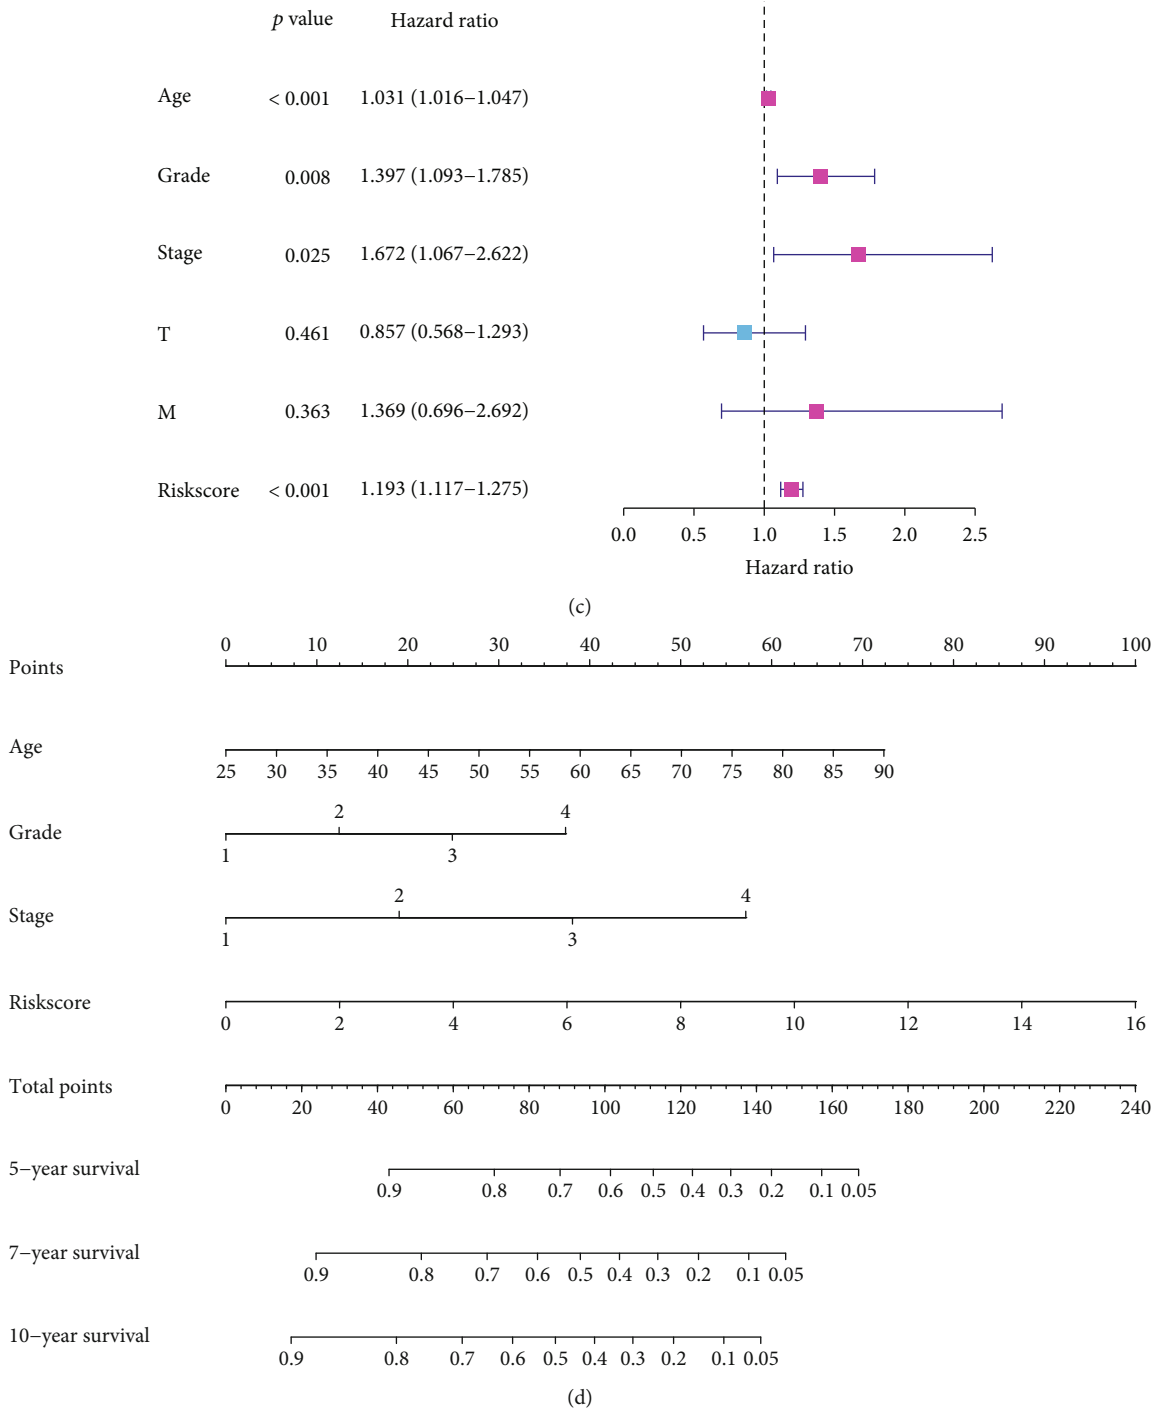 p value Hazard ratio
Age < 0.001 1.031 (1.016−1.047)
Grade 0.008 1.397 (1.093−1.785)
Stage 0.025 1.672 (1.067−2.622)
T 0.461 0.857 (0.568−1.293)
M 0.363 1.369 (0.696−2.692)
Riskscore < 0.001 1.193 (1.117−1.275)
0.0 0.5 1.0 1.5 2.0 2.5
Hazard ratio
(c)
0 10 20 30 40 50 60 70 80 90 100
Points
Age
25 30 35 40 45 50 55 60 65 70 75 80 85 90
2 4
Grade
1 3
2 4
Stage
1 3
Riskscore
0 2 4 6 8 10 12 14 16
Total points
0 20 40 60 80 100 120 140 160 180 200 220 240
5−year survival
0.9 0.8 0.7 0.6 0.5 0.4 0.3 0.2 0.1 0.05
7−year survival
0.9 0.8 0.7 0.6 0.5 0.4 0.3 0.2 0.1 0.05
10−year survival
0.9 0.8 0.7 0.6 0.5 0.4 0.3 0.2 0.1 0.05
(d)